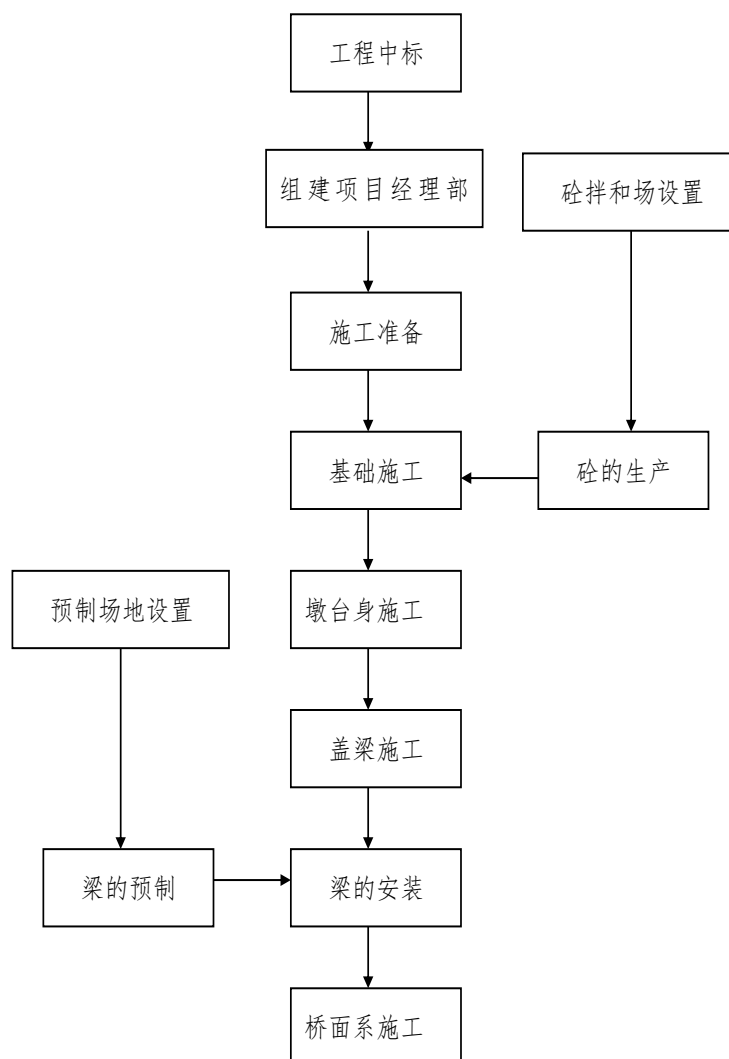 工程中标
组建项目经理部
砼拌和场设置
施工准备
基础施工
砼的生产
预制场地设置
墩台身施工
盖梁施工
梁的预制
梁的安装
桥面系施工